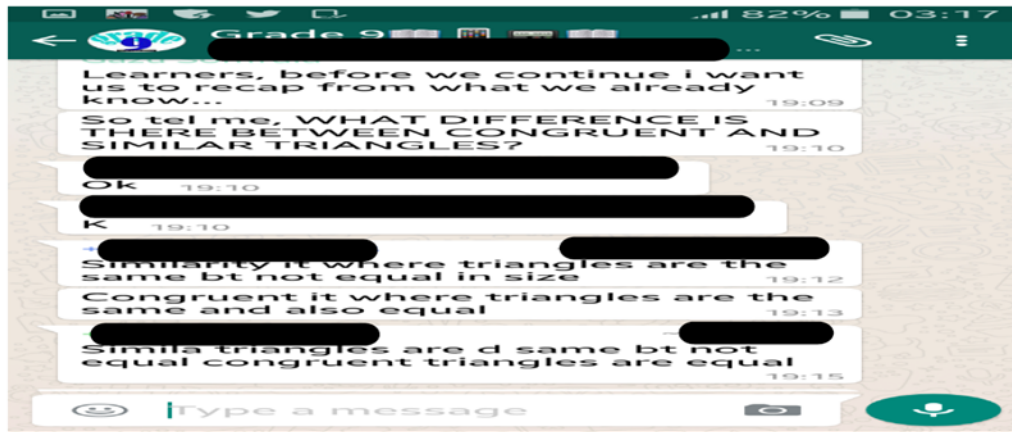 82% 03:17
Grade 9
Learners, before we continue i want
us to recap from what we already
know...
19:09
So tel me, WHAT DIFFERENCE IS
THERE BETWEEN CONGRUENT AND
SIMILAR TRIANGLES?
19:10
Ok 19:10
K 19:10
Similarity it where triangles are the
same bt not equal in size
19:12
Congruent it where triangles are the
same and also equal
19:13
Simila triangles are d same bt not
equal congruent triangles are equal
19:15
Type a message